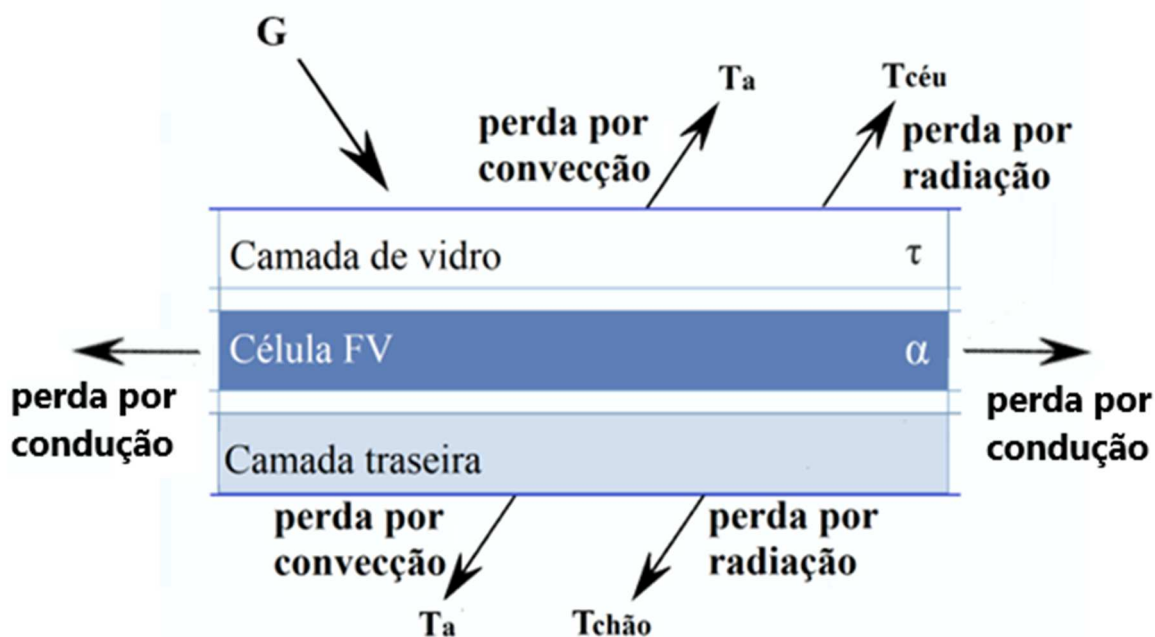 G
Ta
Tcéu
perda por
convecção
perda por
radiação
Camada de vidro
τ
Célula FV
α
perda por
condução
perda por
condução
Camada traseira
perda por
convecção
perda por
radiação
Ta
Tchão